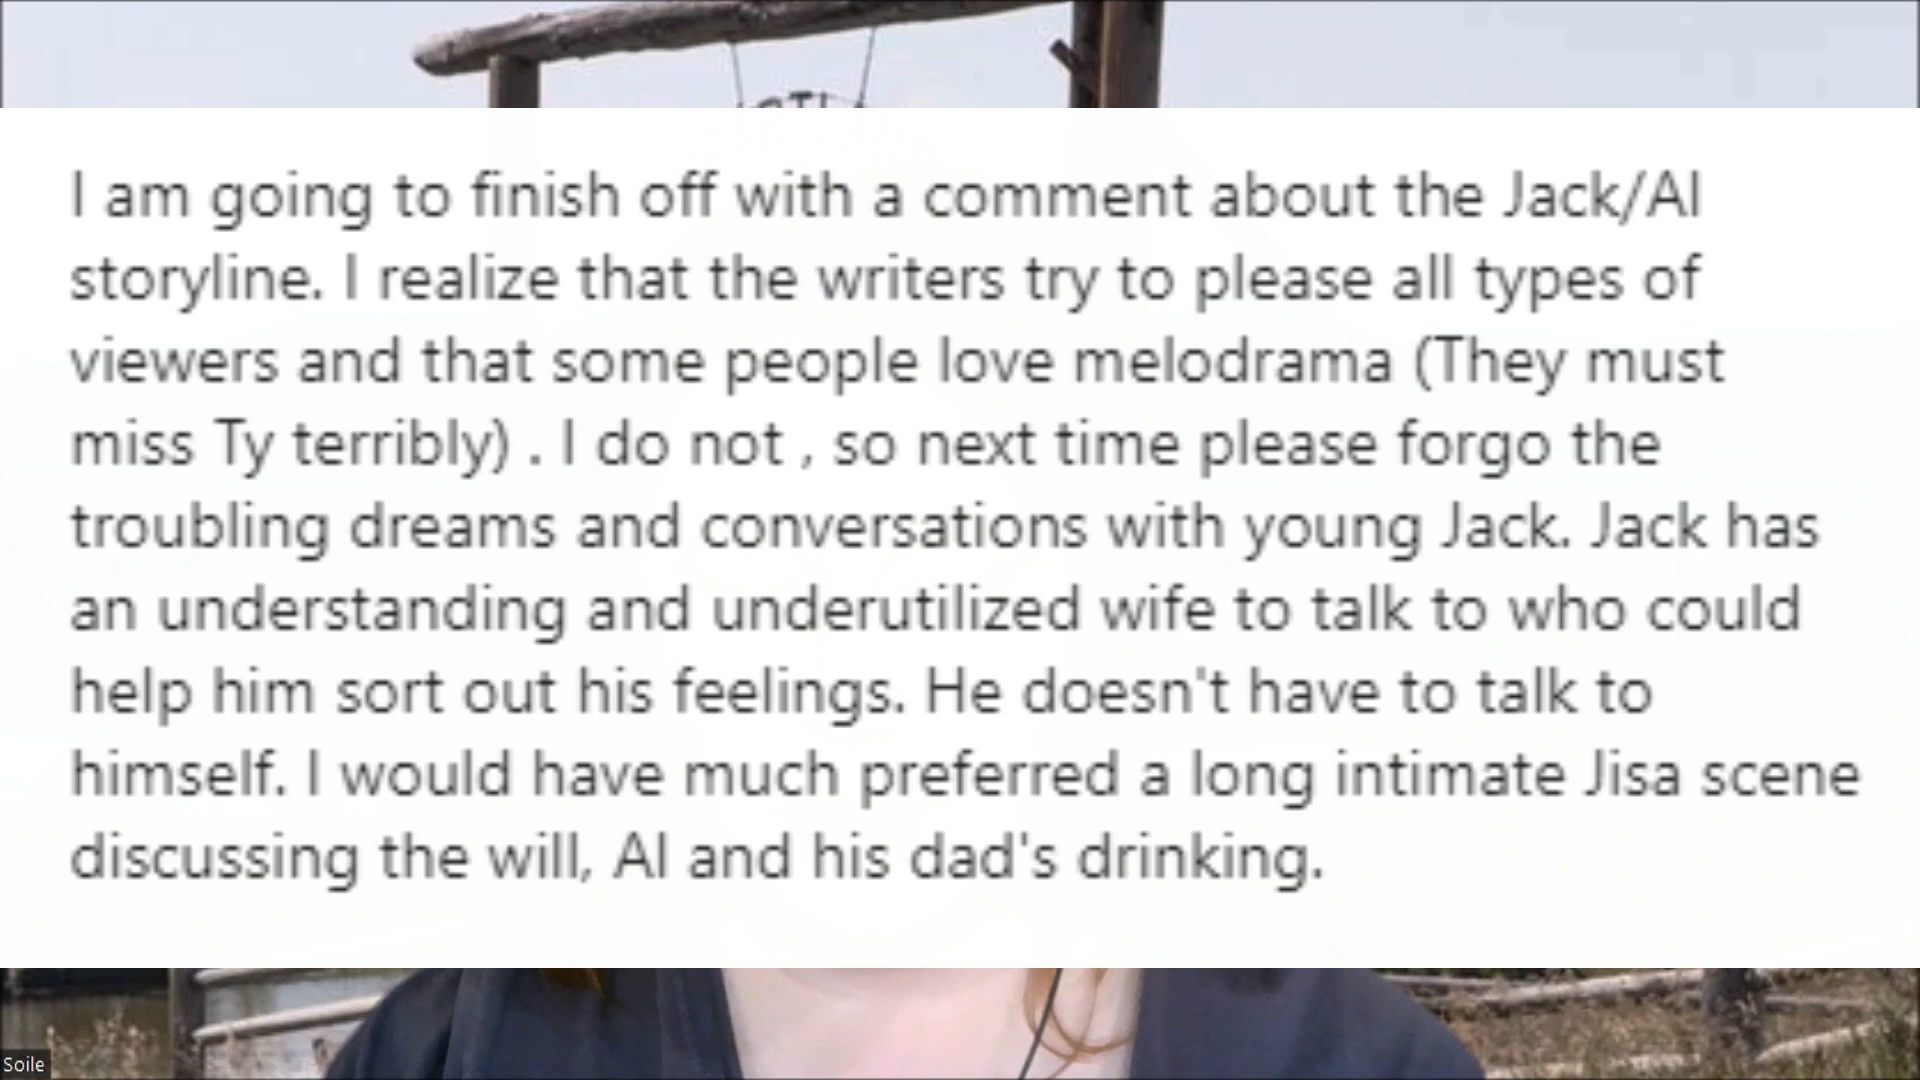 I am going to finish off with a comment about the Jack/Al
storyline. I realize that the writers try to please all types of
viewers and that some people love melodrama (They must
miss Ty terribly) . I do not , so next time please forgo the
troubling dreams and conversations with young Jack. Jack has
an understanding and underutilized wife to talk to who could
help him sort out his feelings. He doesn't have to talk to
himself. I would have much preferred a long intimate Jisa scene
discussing the will, Al and his dad's drinking.
Soile